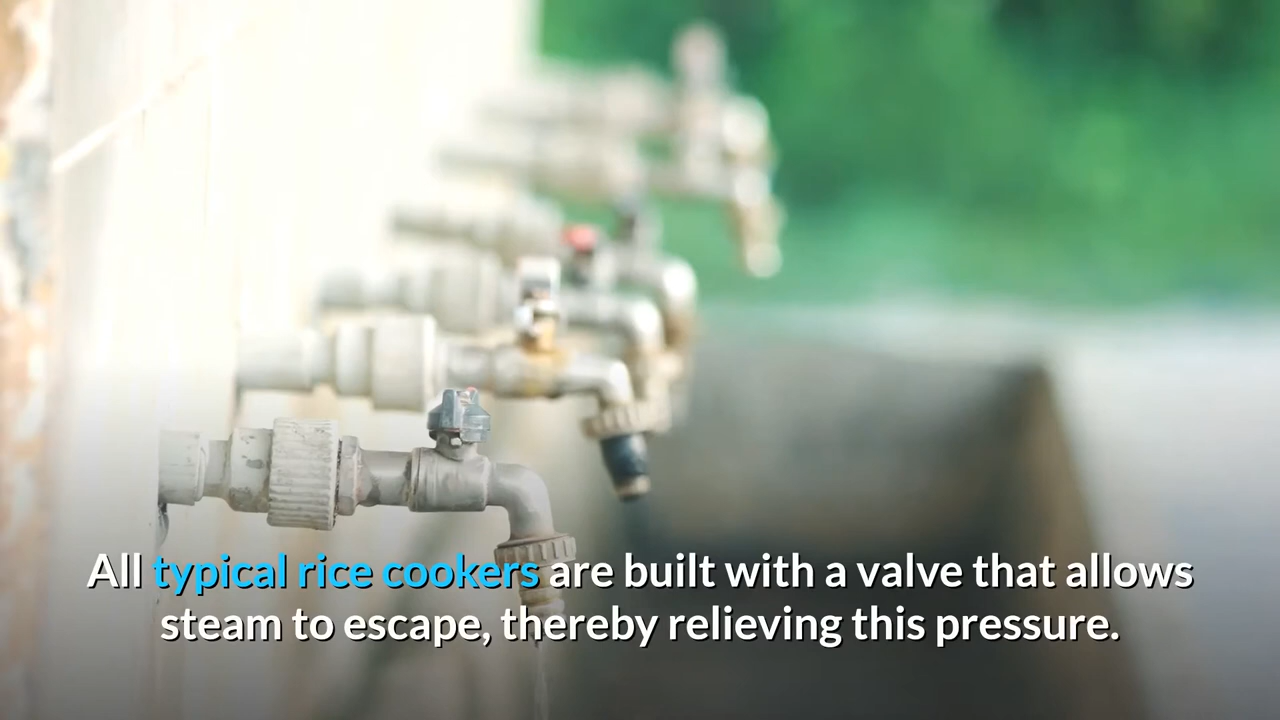 All typical rice cookers are built with a valve that allows
steam to escape, thereby relieving this pressure.